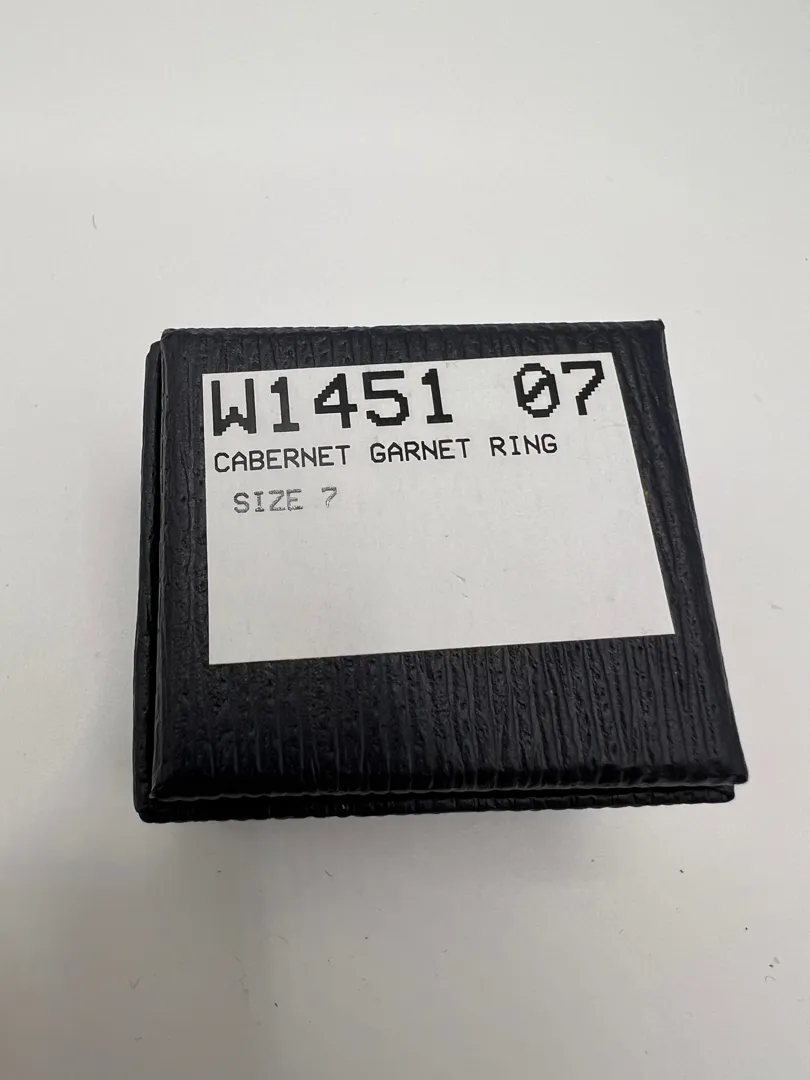 W1451 07
CABERNET GARNET RING
SIZE 7